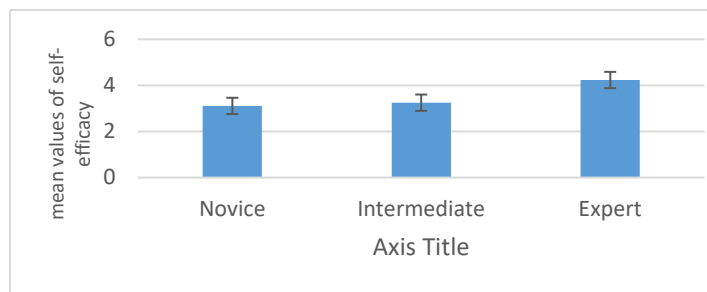 mean values of self-
efficacy
6
4
2
0
Novice Intermediate Expert
Axis Title